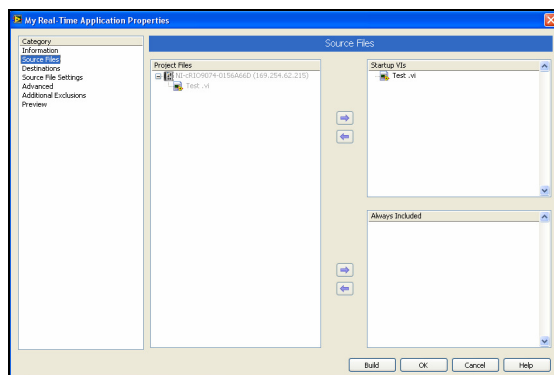 My Real-Time Application Properties
Category
Information
Source Files
Destinations
Source File Settings
Advanced
Additional Exclusions
Preview
Source Files
Project Files
NI-cRIO9074-0156A66D (169.254.62.215)
Test .vi
Startup VIs
Test .vi
Always Included
Build
OK
Cancel
Help